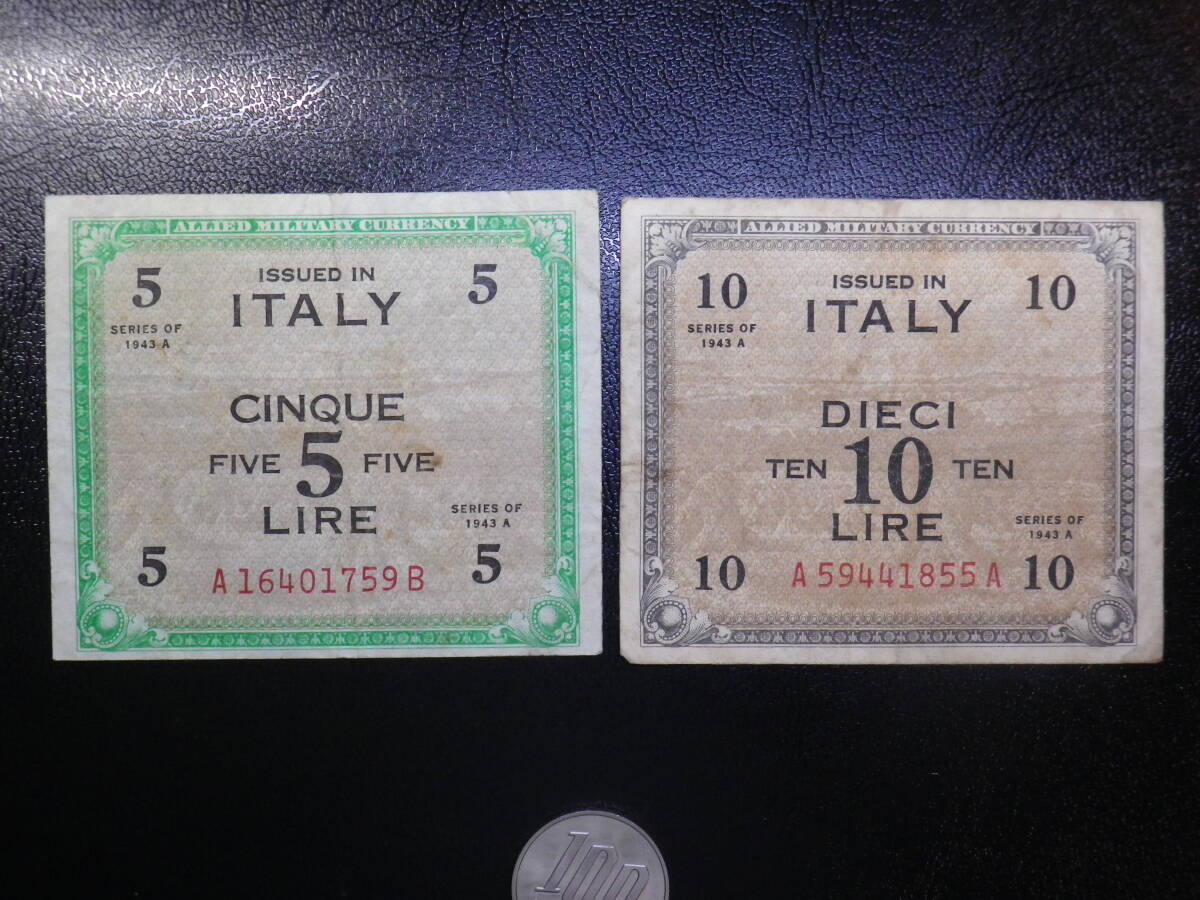 ALLIED MILITARY CURRENCY
5 ISSUED IN 5
ITALY
SERIES OF
1943 A
CINQUE
FIVE 5 FIVE
LIRE
SERIES OF
1943 A
5 A16401759B 5
ALLIED MILITARY CURRENCY
10 ISSUED IN 10
ITALY
SERIES OF
1943 A
DIECI
TEN 10 TEN
LIRE
SERIES OF
1943 A
10 A59441855A 10
100